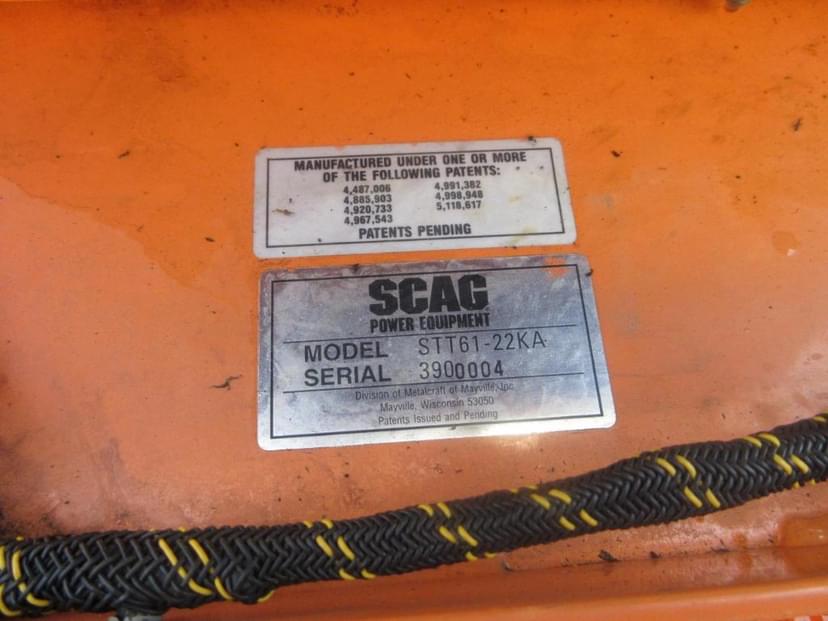 MANUFACTURED UNDER ONE OR MORE
OF THE FOLLOWING PATENTS:
4,487,006 4,991,382
4,885,903 4,998,948
4,920,733 5,118,617
4,967,543
PATENTS PENDING
SCAG
POWER EQUIPMENT
MODEL STT61-22KA
SERIAL 3900004
Division of Metalcraft of Mayville, Inc.
Mayville, Wisconsin 53050
Patents Issued and Pending